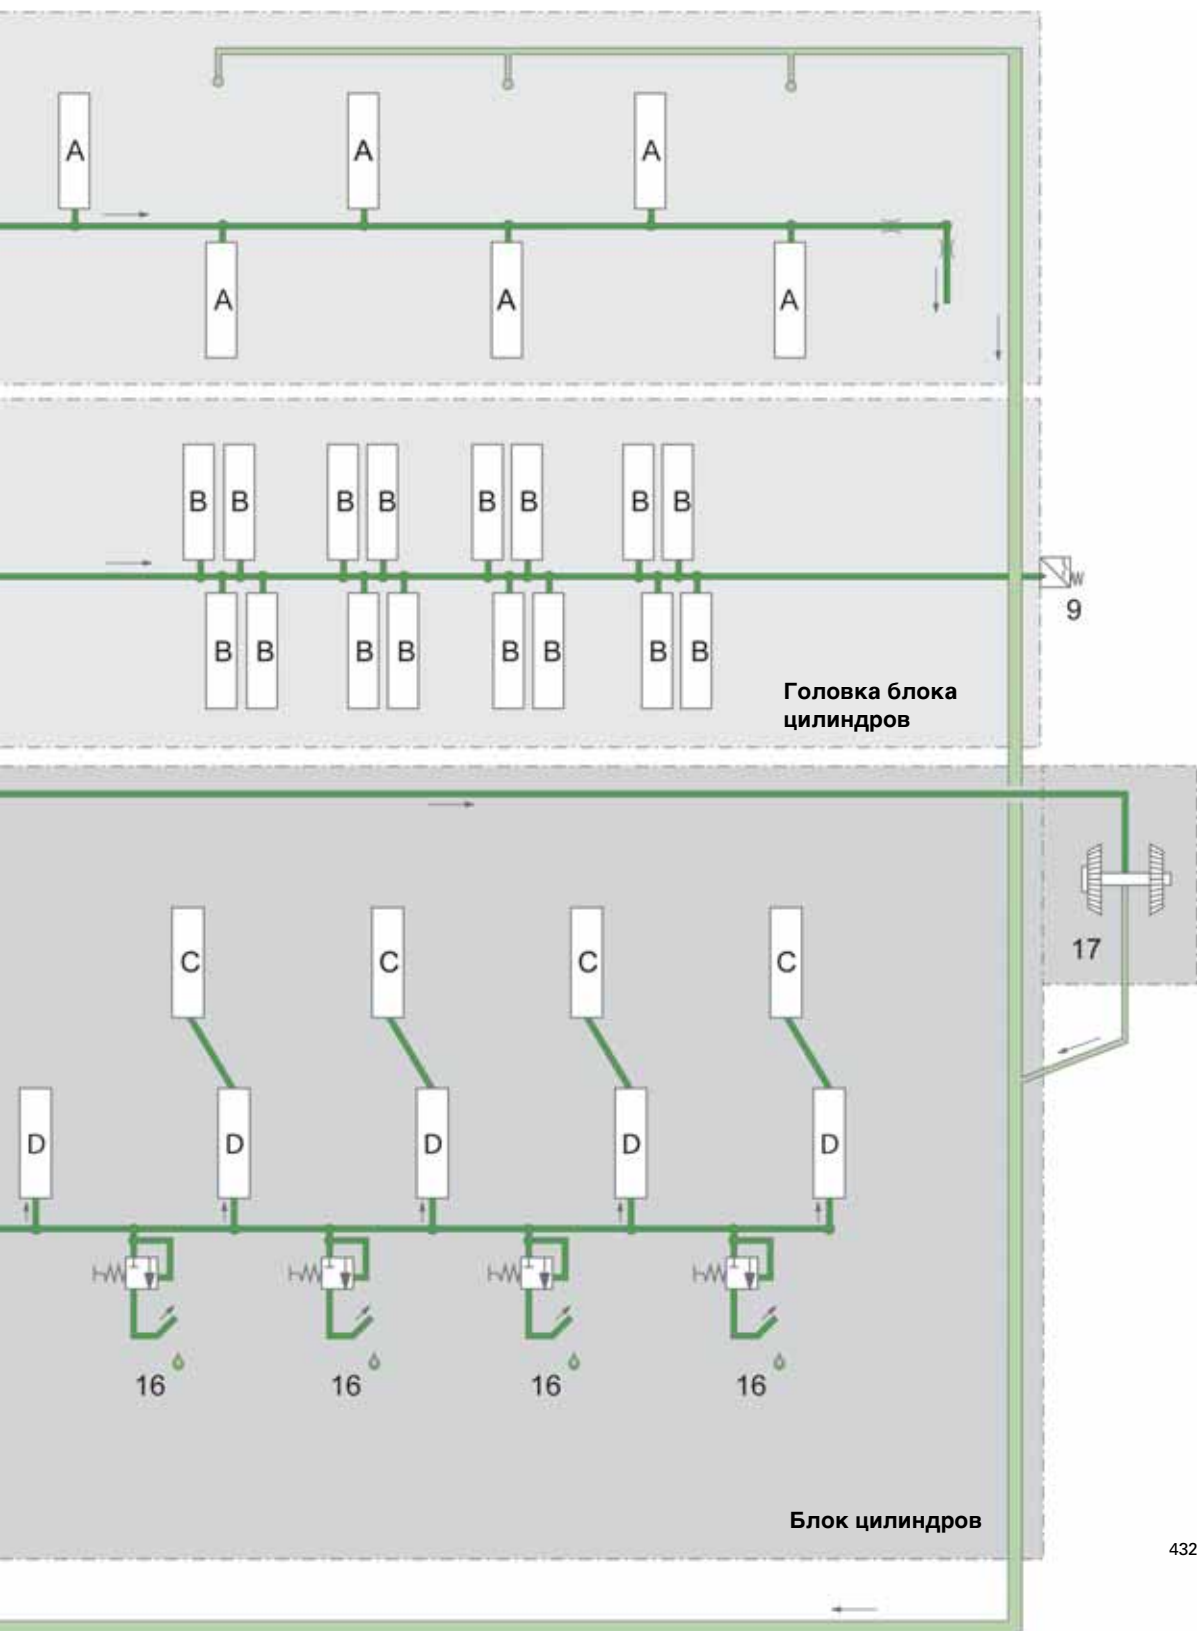 A A A
A A A
B B B B B B B B
9
B B B B B B B B
Головка блока
цилиндров
17
C C C C
D D D D D
16 16 16 16
Блок цилиндров
432